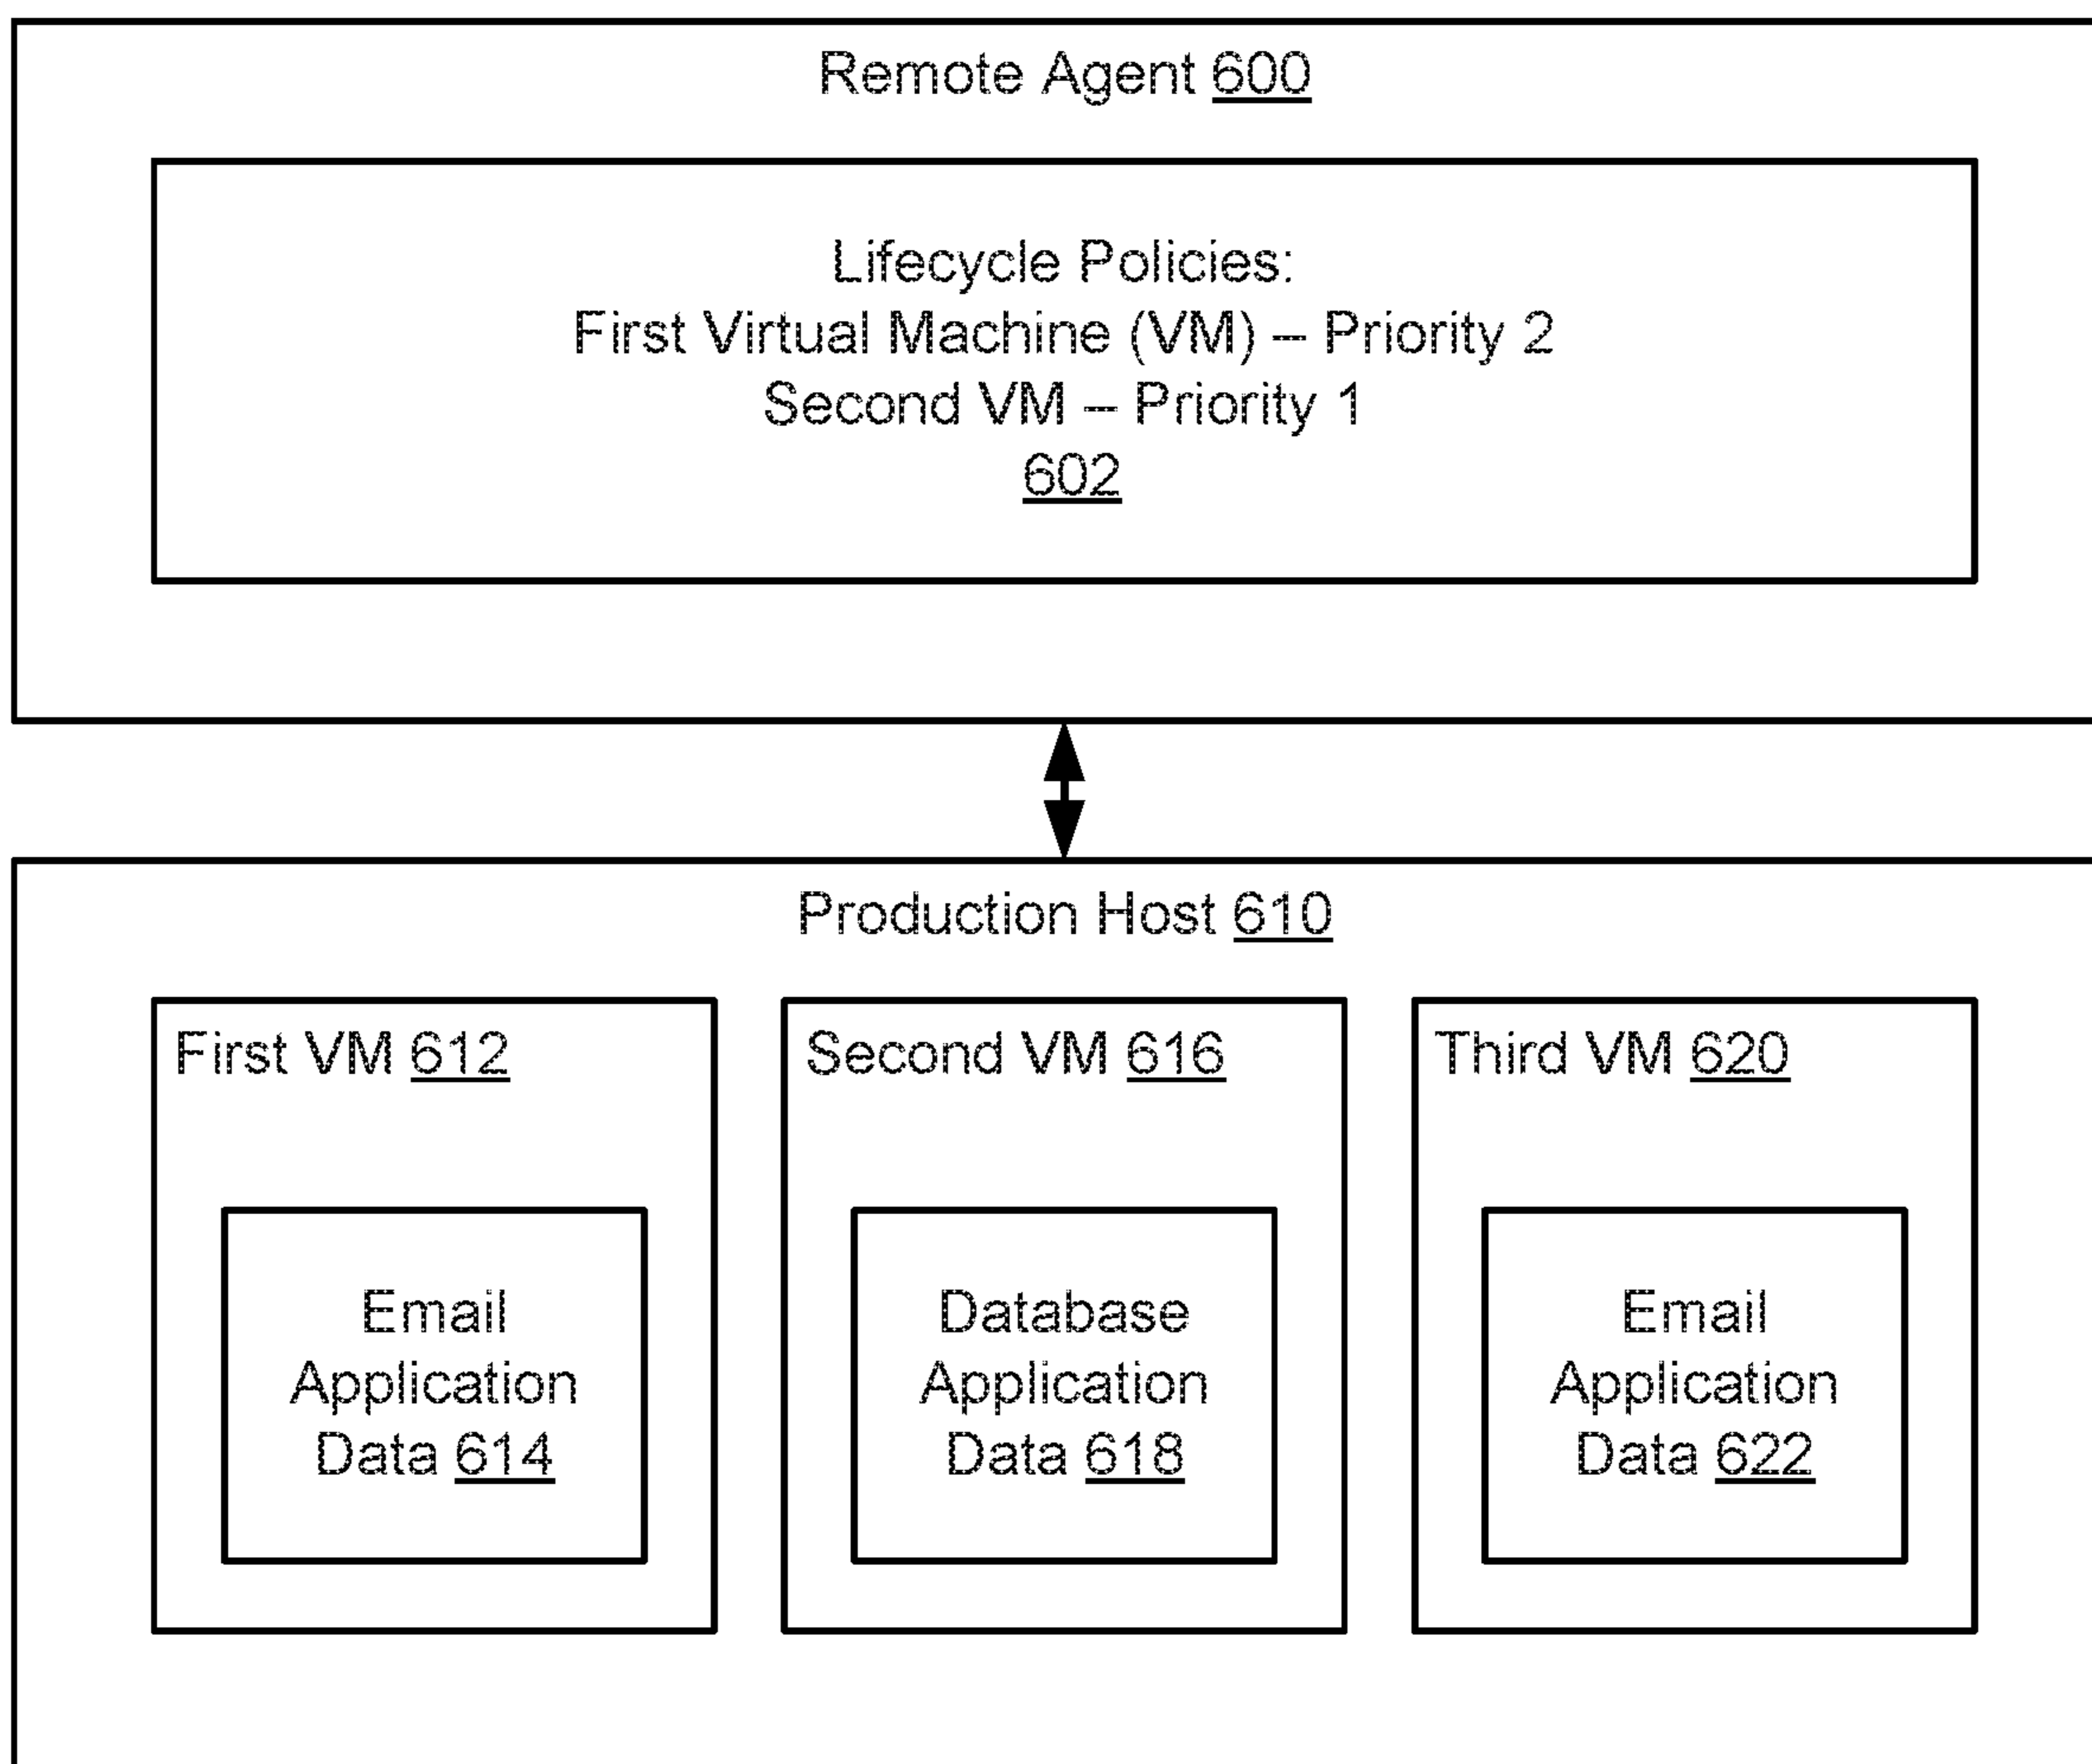 Remote Agent 600
Lifecycle Policies:
First Virtual Machine (VM) – Priority 2
Second VM – Priority 1
602
Production Host 610
First VM 612
Email
Application
Data 614
Second VM 616
Database
Application
Data 618
Third VM 620
Email
Application
Data 622